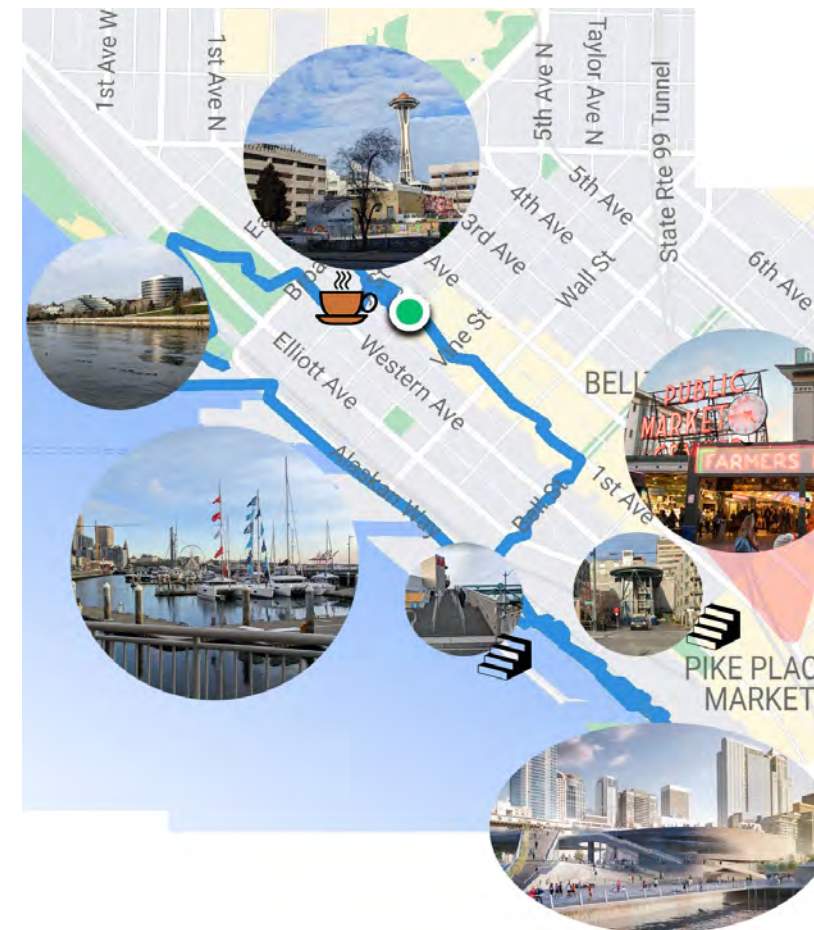 1st Ave W
1st Ave N
5th Ave N
Taylor Ave N
State Rte 99 Tunnel
5th Ave
4th Ave
3rd Ave
Ave
Wall St
6th Ave
Vine St
Elliott Ave
Western Ave
BELL
PUBLIC
MARKET
FARMERS
1st Ave
Alaskan Way
Bell St
PIKE PLAC
MARKET